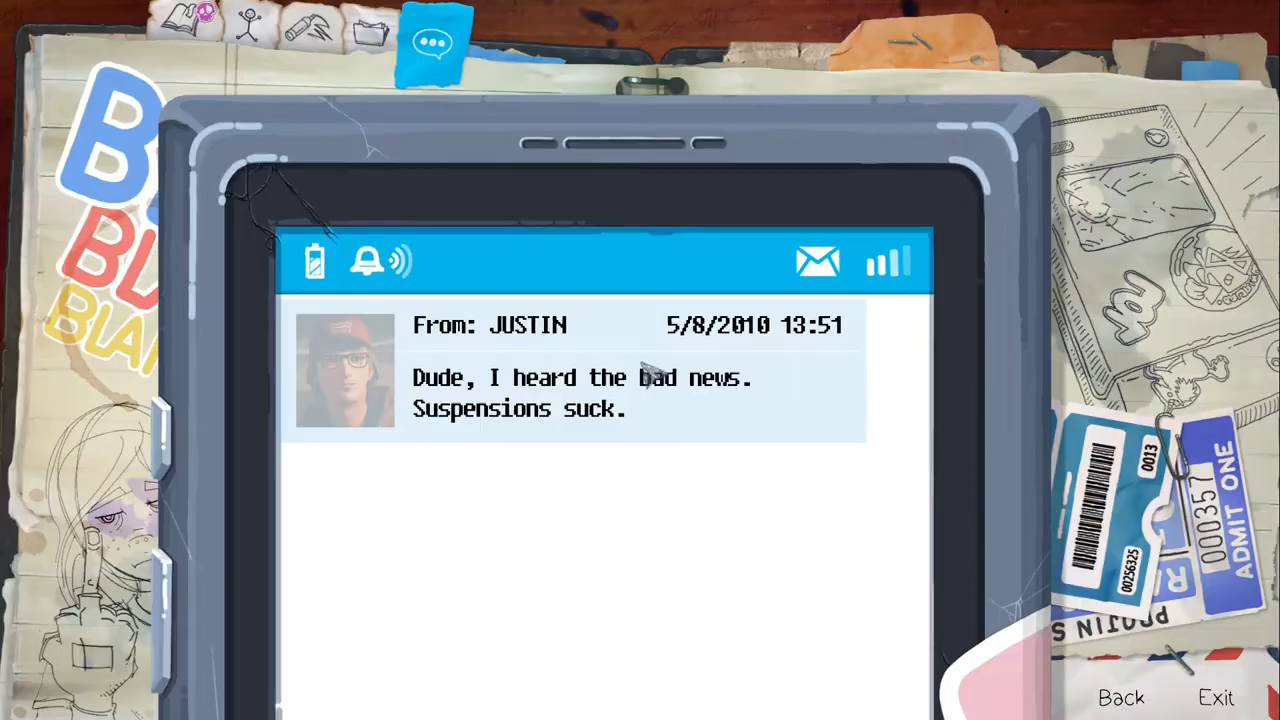 From: JUSTIN 5/8/2010 13:51
Dude, I heard the bad news.
Suspensions suck.
0013
00256325
000357
ADMIT ONE
Back Exit